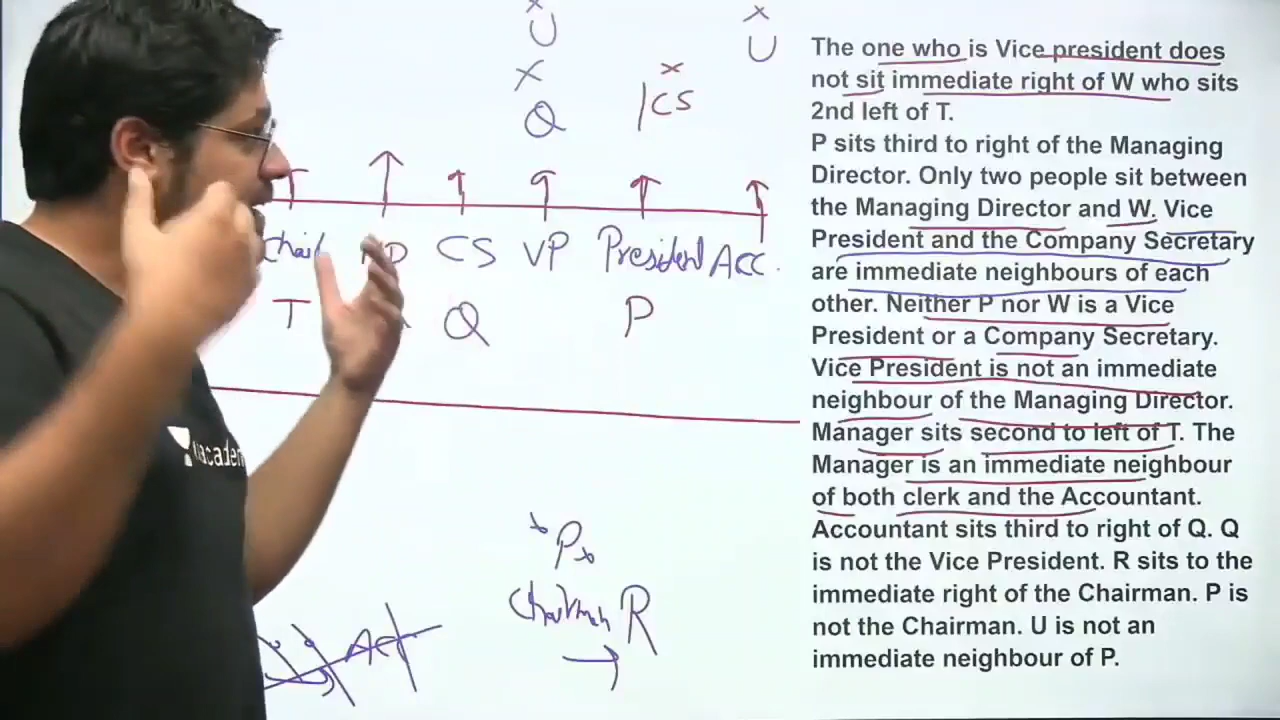 x x
U U
x x
Q CS
Chair D CS VP President Acc.
T Q P
x P x
Chairman R
Acc
unacadem
The one who is Vice president does
not sit immediate right of W who sits
2nd left of T.
P sits third to right of the Managing
Director. Only two people sit between
the Managing Director and W. Vice
President and the Company Secretary
are immediate neighbours of each
other. Neither P nor W is a Vice
President or a Company Secretary.
Vice President is not an immediate
neighbour of the Managing Director.
Manager sits second to left of T. The
Manager is an immediate neighbour
of both clerk and the Accountant.
Accountant sits third to right of Q. Q
is not the Vice President. R sits to the
immediate right of the Chairman. P is
not the Chairman. U is not an
immediate neighbour of P.